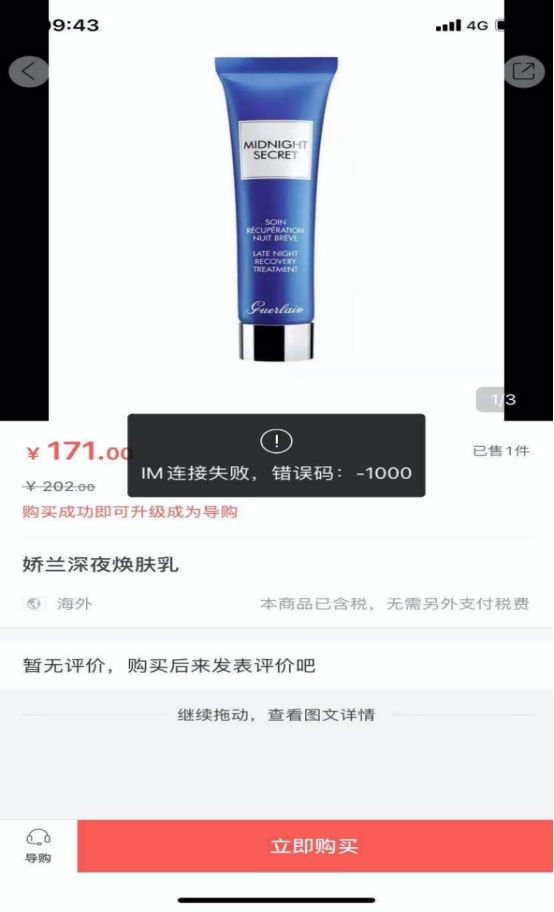 09:43
4G
MIDNIGHT
SECRET
SOIN
RÉCUPÉRATION
NUIT BRÈVE
LATE NIGHT
RECOVERY
TREATMENT
Guerlain
1/3
¥ 171.00
已售1件
IM连接失败，错误码：-1000
¥ 202.00
购买成功即可升级成为导购
娇兰深夜焕肤乳
海外
本商品已含税，无需另外支付税费
暂无评价，购买后来发表评价吧
继续拖动，查看图文详情
导购
立即购买